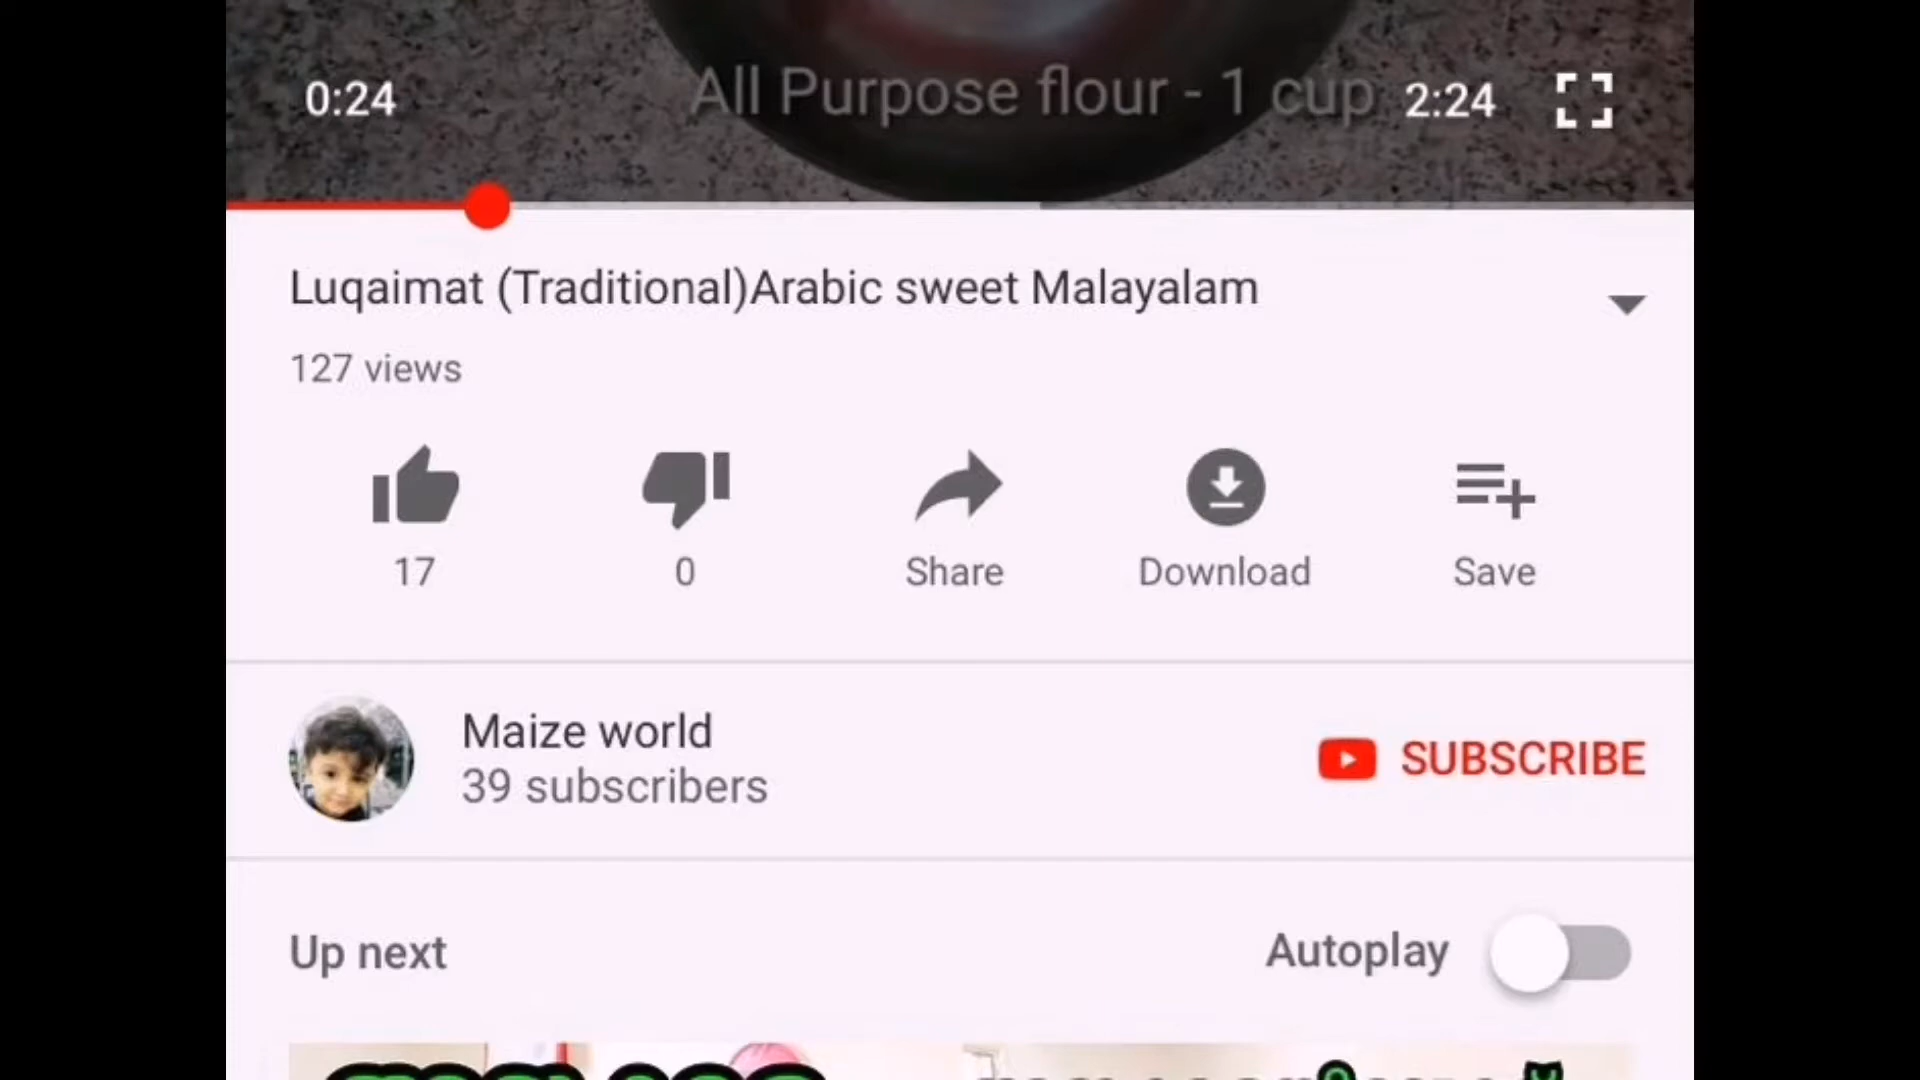 All Purpose flour - 1 cup
0:24
2:24
Luqaimat (Traditional)Arabic sweet Malayalam
127 views
17
0
Share
Download
Save
Maize world
39 subscribers
SUBSCRIBE
Up next
Autoplay